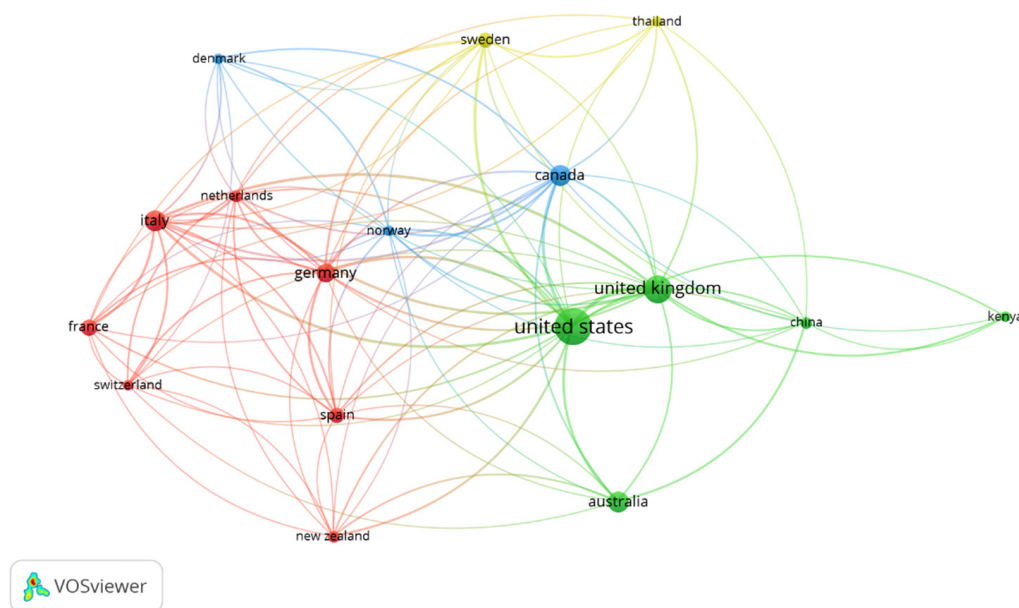 thailand
sweden
denmark
canada
netherlands
italy
norway
germany
united kingdom
united states
kenya
china
france
switzerland
spain
australia
new zealand
VOSviewer